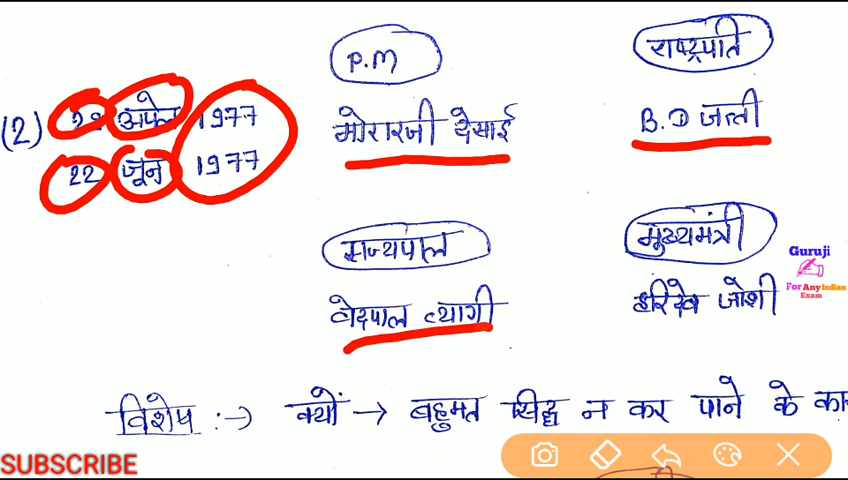 P.M राष्ट्रपति
(2) 29 अप्रैल 1977 मोरारजी देसाई B.D जत्ती
22 जून 1977
राज्यपाल मुख्यमंत्री
वेदपाल त्यागी हरिदेव जोशी
Guruji
For Any Indian
Exam
विशेष :→ क्यों → बहुमत सिद्ध न कर पाने के
SUBSCRIBE